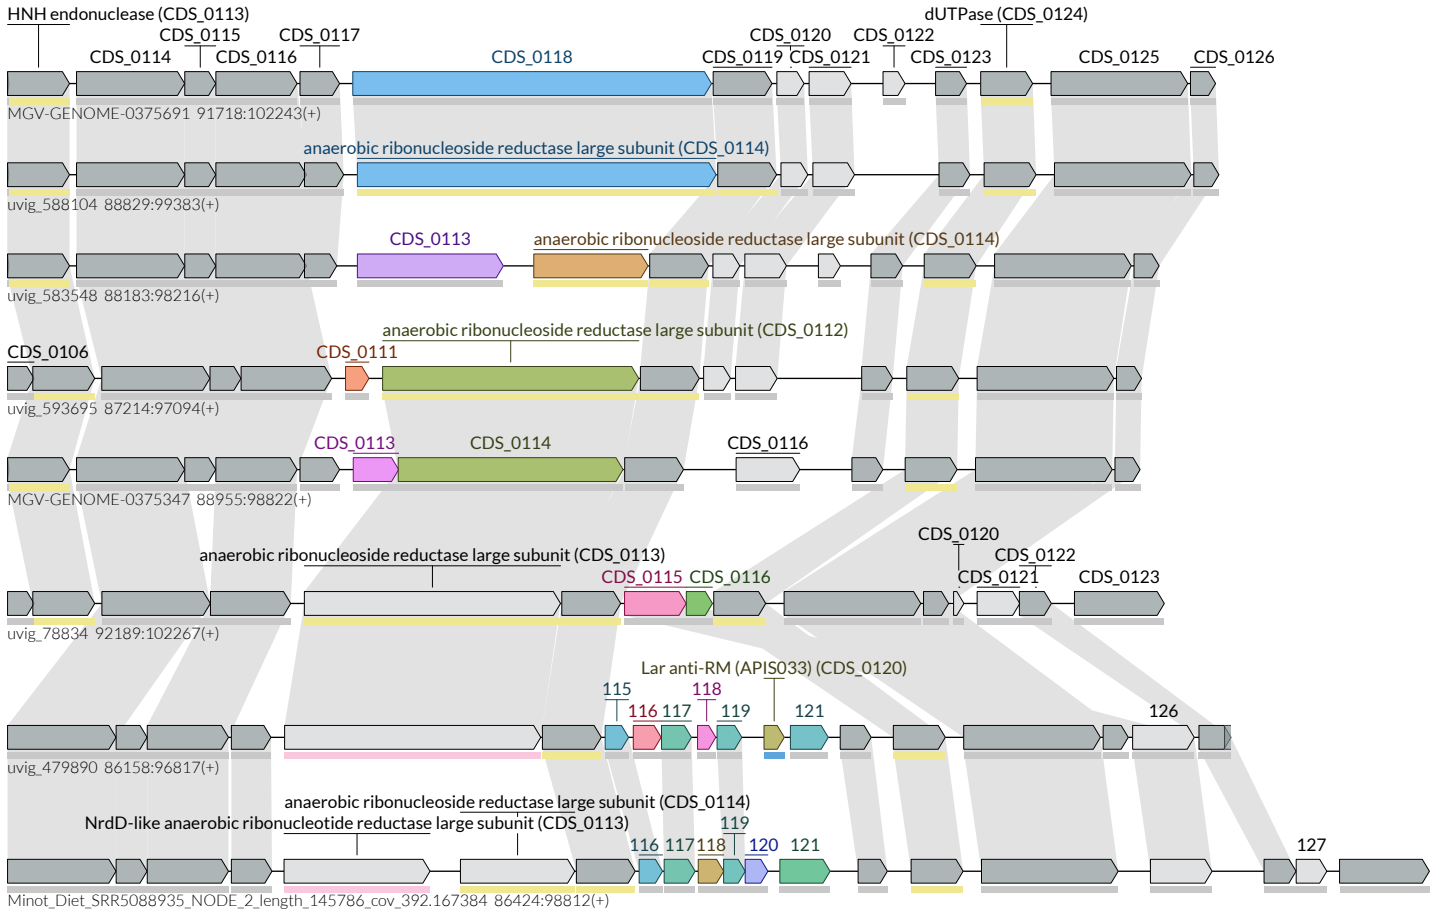 HNH endonuclease (CDS_0113)
dUTPase (CDS_0124)
CDS_0115 CDS_0117 CDS_0120 CDS_0122
CDS_0114 CDS_0116 CDS_0118 CDS_0119 CDS_0121 CDS_0123 CDS_0125 CDS_0126
MGV-GENOME-0375691 91718:102243(+)
anaerobic ribonucleoside reductase large subunit (CDS_0114)
uvig_588104 88829:99383(+)
CDS_0113 anaerobic ribonucleoside reductase large subunit (CDS_0114)
uvig_583548 88183:98216(+)
anaerobic ribonucleoside reductase large subunit (CDS_0112)
CDS_0106 CDS_0111
uvig_593695 87214:97094(+)
CDS_0113 CDS_0114 CDS_0116
MGV-GENOME-0375347 88955:98822(+)
CDS_0120
anaerobic ribonucleoside reductase large subunit (CDS_0113) CDS_0122
CDS_0115 CDS_0116 CDS_0121 CDS_0123
uvig_78834 92189:102267(+)
Lar anti-RM (APIS033) (CDS_0120)
115 118
116 117 119 121 126
uvig_479890 86158:96817(+)
anaerobic ribonucleoside reductase large subunit (CDS_0114)
NrdD-like anaerobic ribonucleotide reductase large subunit (CDS_0113) 119
116 117 118 120 121 127
Minot_Diet_SRR5088935_NODE_2_length_145786_cov_392.167384 86424:98812(+)